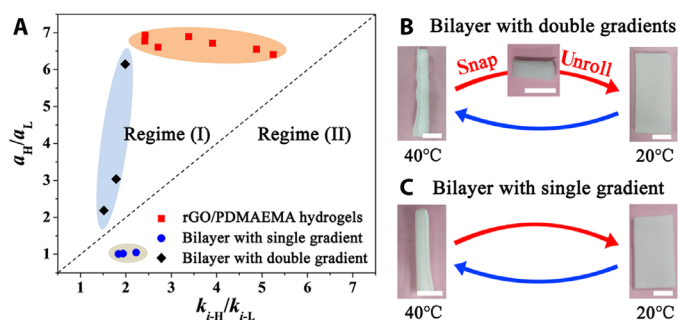 A
a_H/a_L
7
6
5
4
3
2
1
Regime (I)
Regime (II)
rGO/PDMAEMA hydrogels
Bilayer with single gradient
Bilayer with double gradient
1 2 3 4 5 6 7
k_i-H/k_i-L
B Bilayer with double gradients
Snap
Unroll
40°C
20°C
C Bilayer with single gradient
40°C
20°C